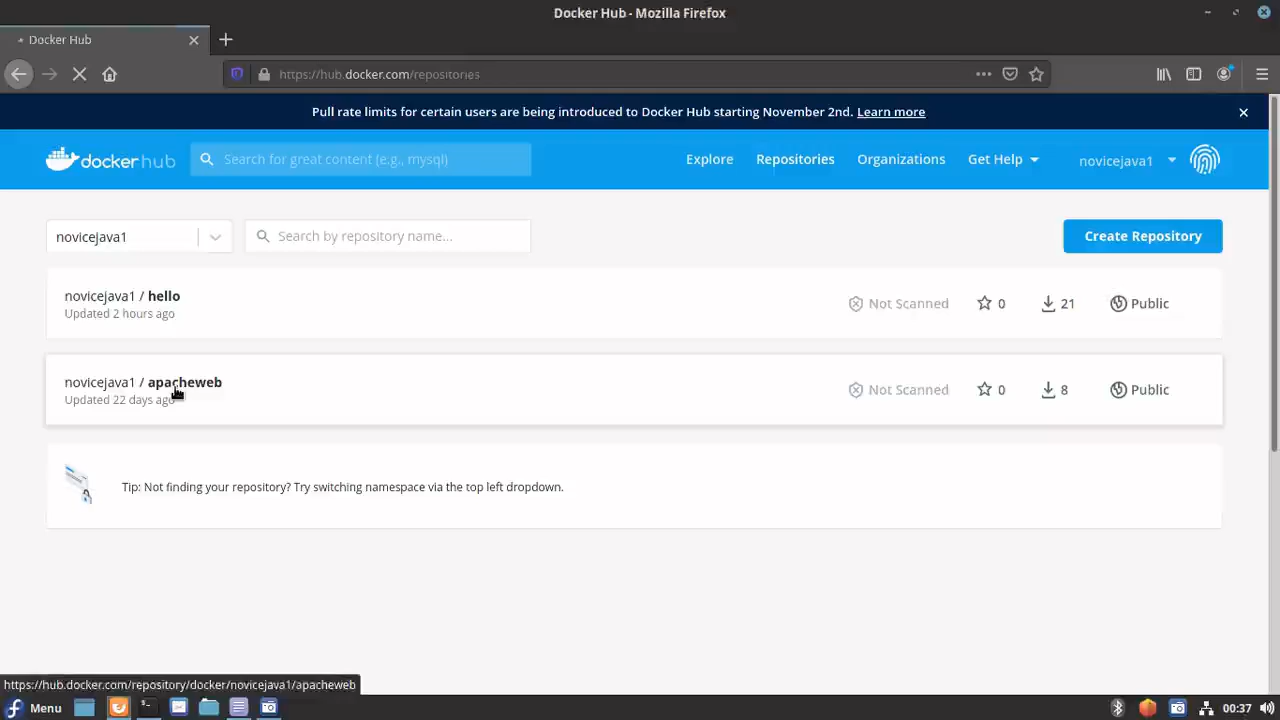 Docker Hub - Mozilla Firefox
Docker Hub
https://hub.docker.com/repositories
Pull rate limits for certain users are being introduced to Docker Hub starting November 2nd. Learn more
dockerhub
Search for great content (e.g., mysql)
Explore
Repositories
Organizations
Get Help
novicejava1
novicejava1
Search by repository name...
Create Repository
novicejava1 / hello
Updated 2 hours ago
Not Scanned
0
21
Public
novicejava1 / apacheweb
Updated 22 days ago
Not Scanned
0
8
Public
Tip: Not finding your repository? Try switching namespace via the top left dropdown.
https://hub.docker.com/repository/docker/novicejava1/apacheweb
Menu
00:37